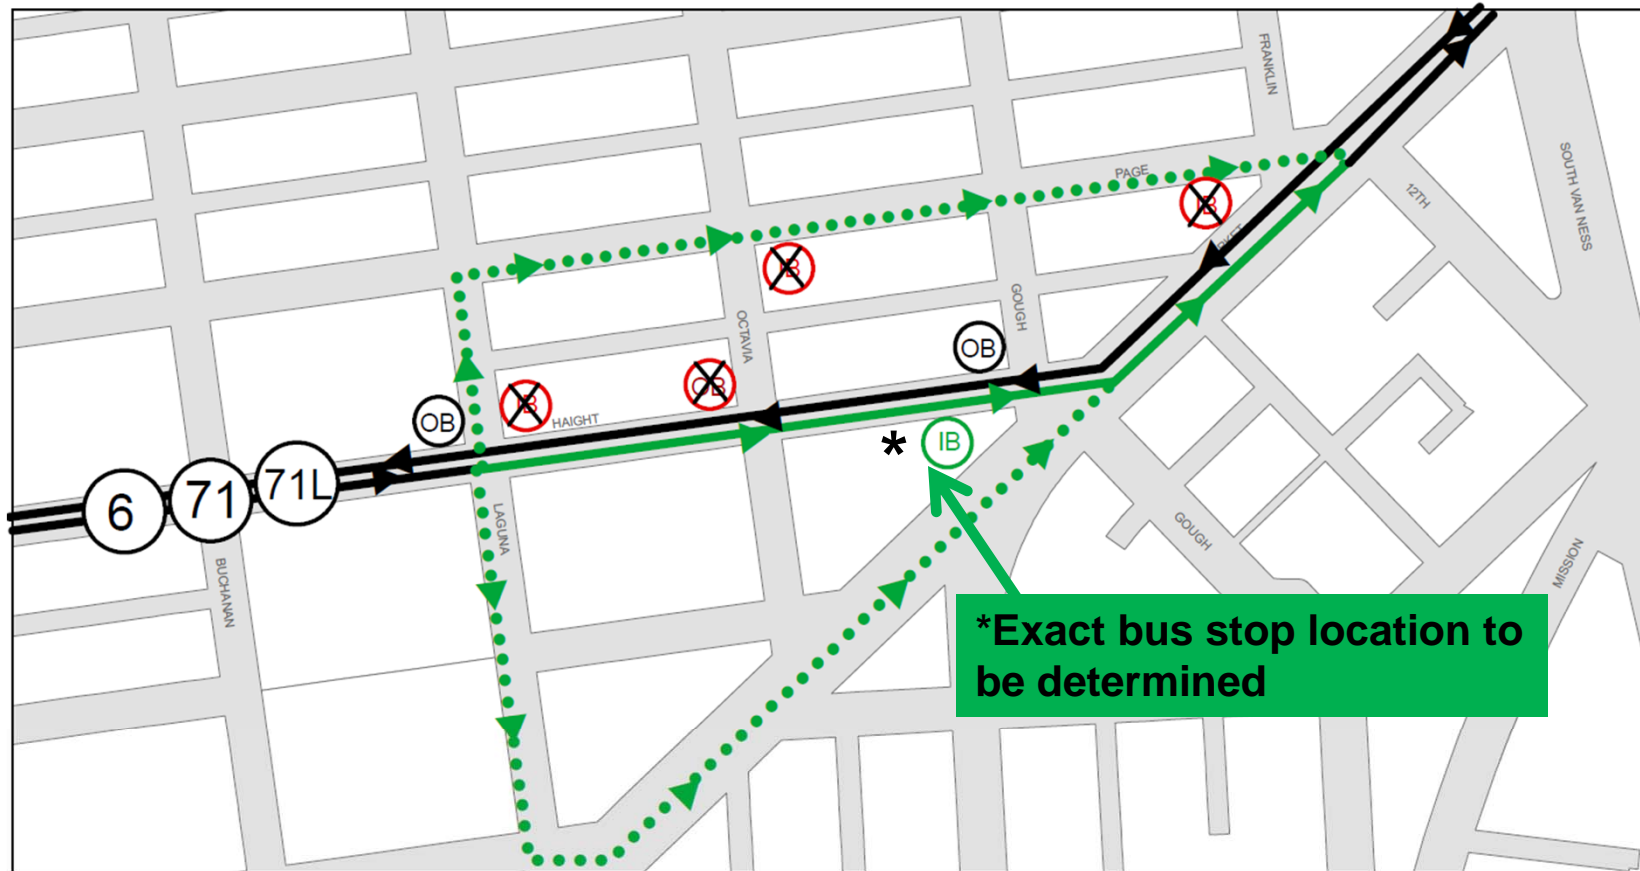 FRANKLIN
SOUTH VAN NESS
PAGE
12TH
IB
IB
MARKET
GOUGH
OCTAVIA
OB
OB
IB
OB
HAIGHT
* IB
6 71 71L
LAGUNA
GOUGH
BUCHANAN
MISSION
*Exact bus stop location to
be determined